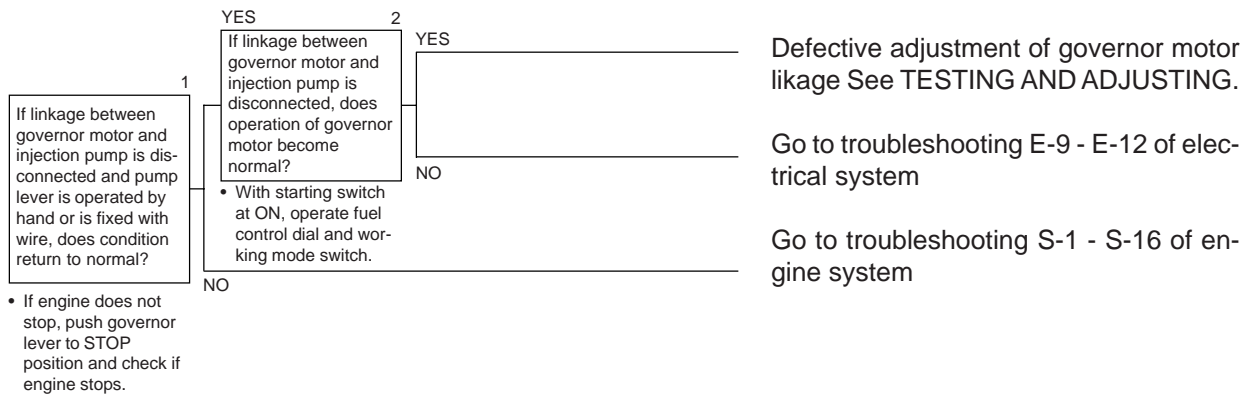 1
If linkage between
governor motor and
injection pump is dis-
connected and pump
lever is operated by
hand or is fixed with
wire, does condition
return to normal?
• If engine does not
stop, push governor
lever to STOP
position and check if
engine stops.
YES
2
If linkage between
governor motor and
injection pump is
disconnected, does
operation of governor
motor become
normal?
• With starting switch
at ON, operate fuel
control dial and wor-
king mode switch.
NO
YES
NO
Defective adjustment of governor motor
likage See TESTING AND ADJUSTING.
Go to troubleshooting E-9 - E-12 of elec-
trical system
Go to troubleshooting S-1 - S-16 of en-
gine system